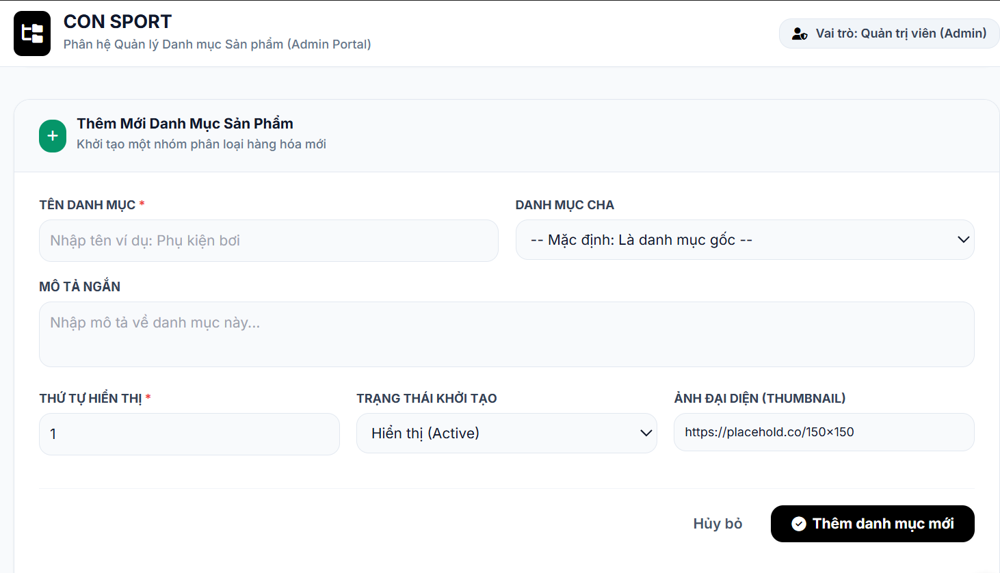 CON SPORT
Phân hệ Quản lý Danh mục Sản phẩm (Admin Portal)
Vai trò: Quản trị viên (Admin)
Thêm Mới Danh Mục Sản Phẩm
Khởi tạo một nhóm phân loại hàng hóa mới
TÊN DANH MỤC *
DANH MỤC CHA
Nhập tên ví dụ: Phụ kiện bơi
-- Mặc định: Là danh mục gốc --
MÔ TẢ NGẮN
Nhập mô tả về danh mục này...
THỨ TỰ HIỂN THỊ *
TRẠNG THÁI KHỞI TẠO
ẢNH ĐẠI DIỆN (THUMBNAIL)
1
Hiển thị (Active)
https://placehold.co/150x150
Hủy bỏ
Thêm danh mục mới